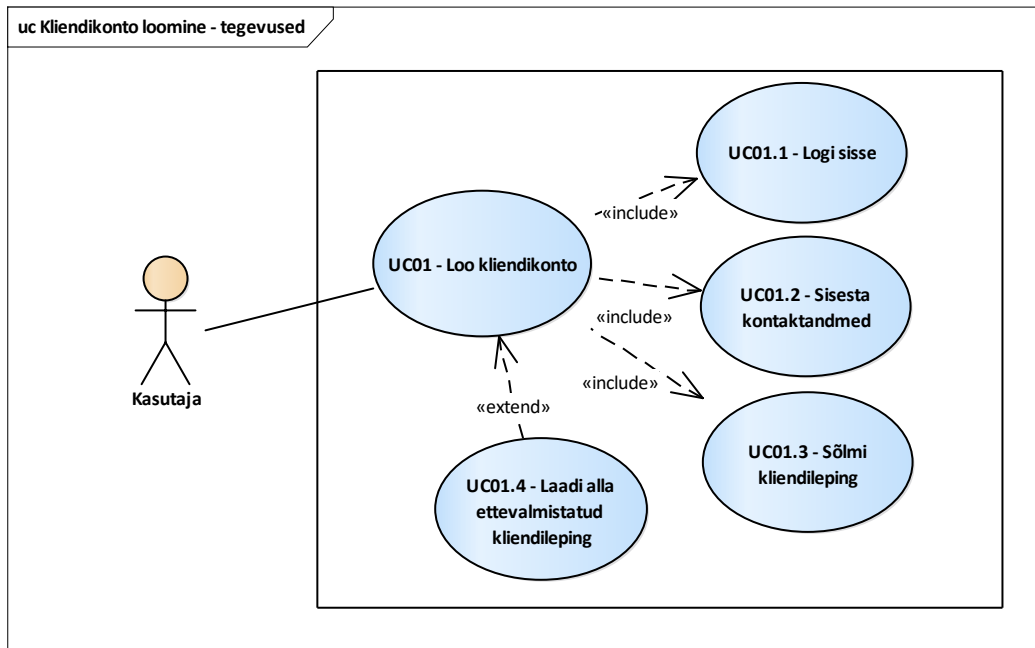 uc Kliendikonto loomine - tegevused
UC01.1 - Logi sisse
«include»
UC01 - Loo kliendikonto
UC01.2 - Sisesta
kontaktandmed
«include»
«include»
Kasutaja
«extend»
UC01.3 - Sõlmi
kliendileping
UC01.4 - Laadi alla
ettevalmistatud
kliendileping